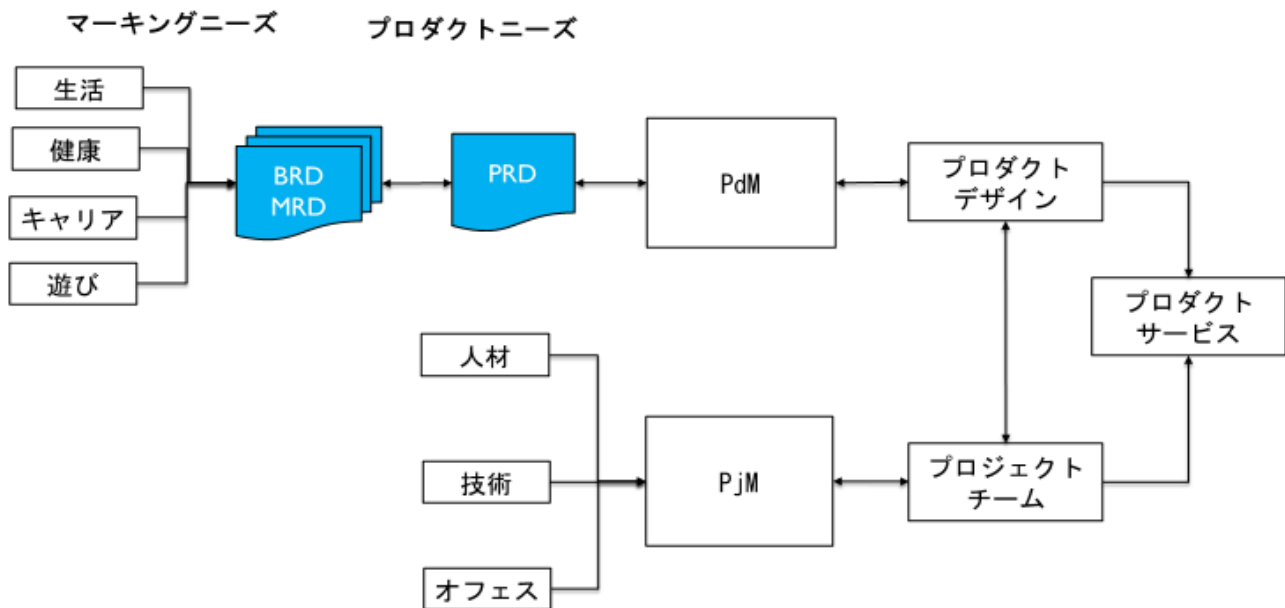 マーキングニーズ
プロダクトニーズ
生活
健康
キャリア
遊び
BRD
MRD
PRD
PdM
プロダクト
デザイン
プロダクト
サービス
人材
技術
オフェス
PjM
プロジェクト
チーム